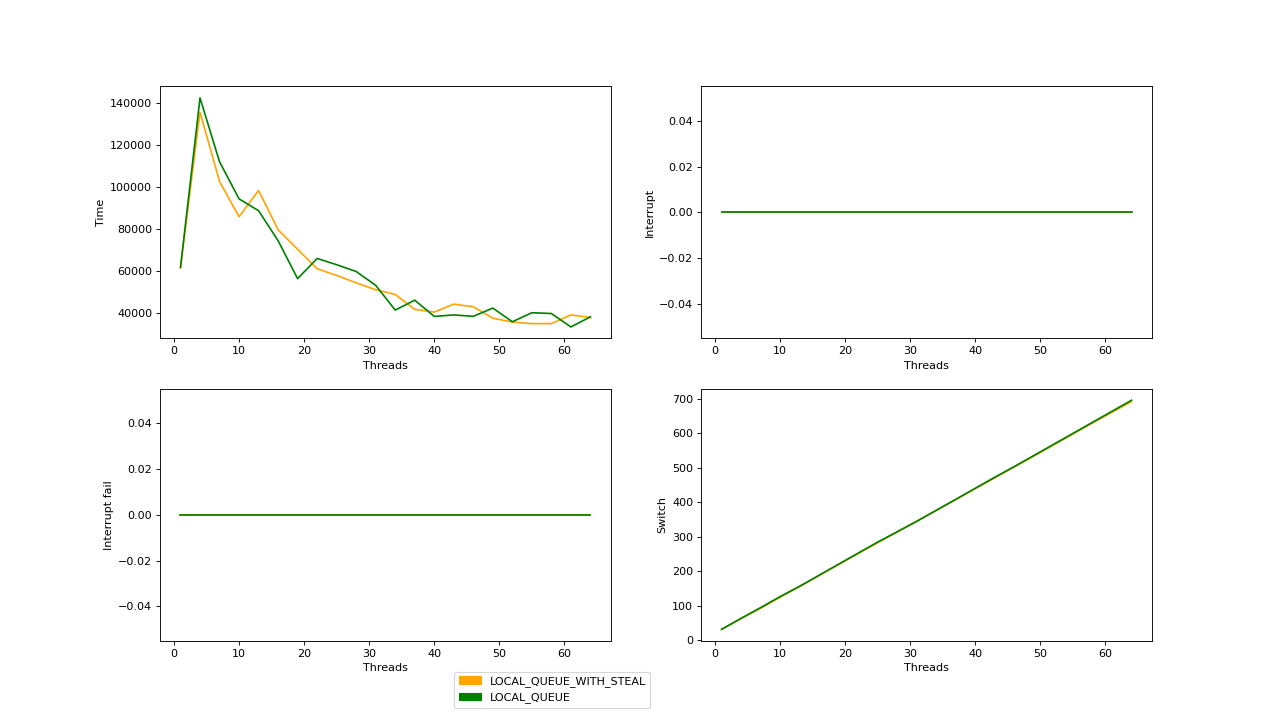 140000
120000
100000
80000
60000
40000
Time
0 10 20 30 40 50 60
Threads
0.04
0.02
0.00
−0.02
−0.04
Interrupt
0 10 20 30 40 50 60
Threads
0.04
0.02
0.00
−0.02
−0.04
Interrupt fail
0 10 20 30 40 50 60
Threads
700
600
500
400
300
200
100
0
Switch
0 10 20 30 40 50 60
Threads
LOCAL_QUEUE_WITH_STEAL
LOCAL_QUEUE